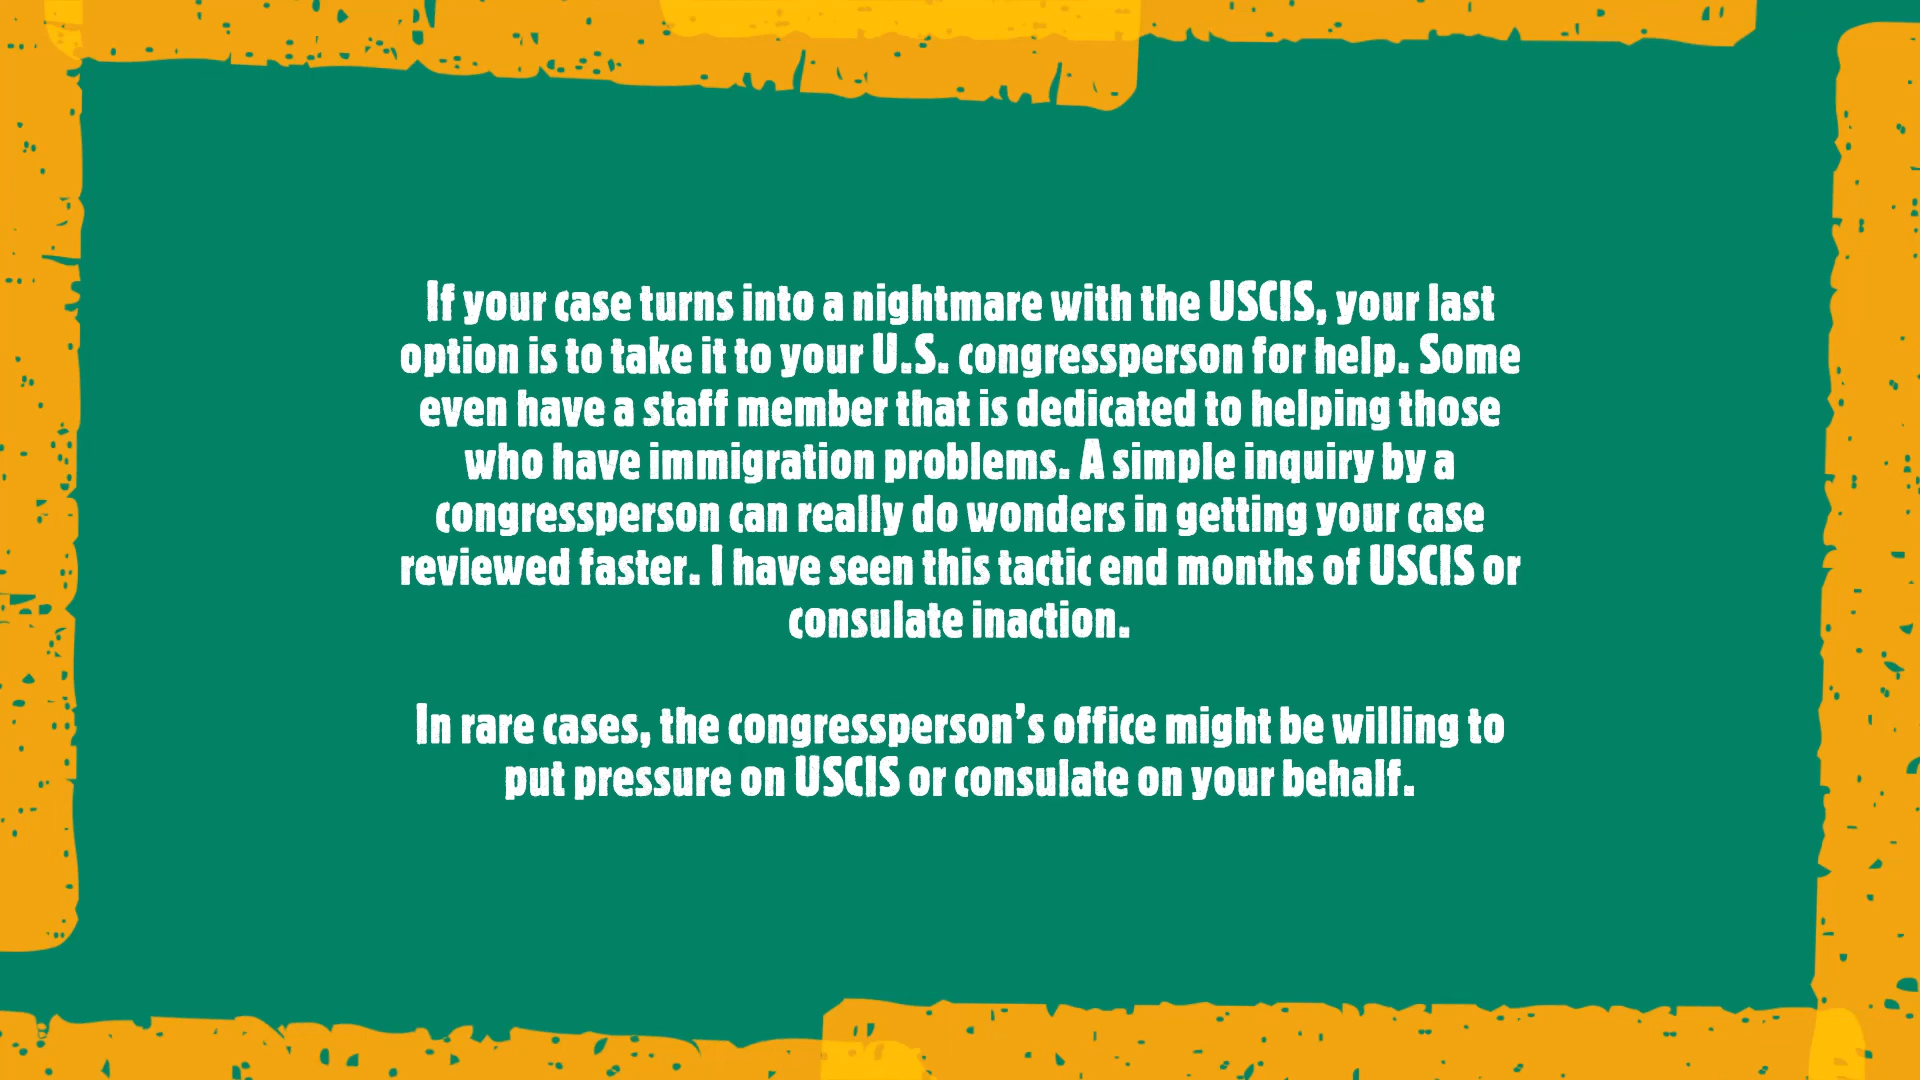 If your case turns into a nightmare with the USCIS, your last
option is to take it to your U.S. congressperson for help. Some
even have a staff member that is dedicated to helping those
who have immigration problems. A simple inquiry by a
congressperson can really do wonders in getting your case
reviewed faster. I have seen this tactic end months of USCIS or
consulate inaction.
In rare cases, the congressperson's office might be willing to
put pressure on USCIS or consulate on your behalf.